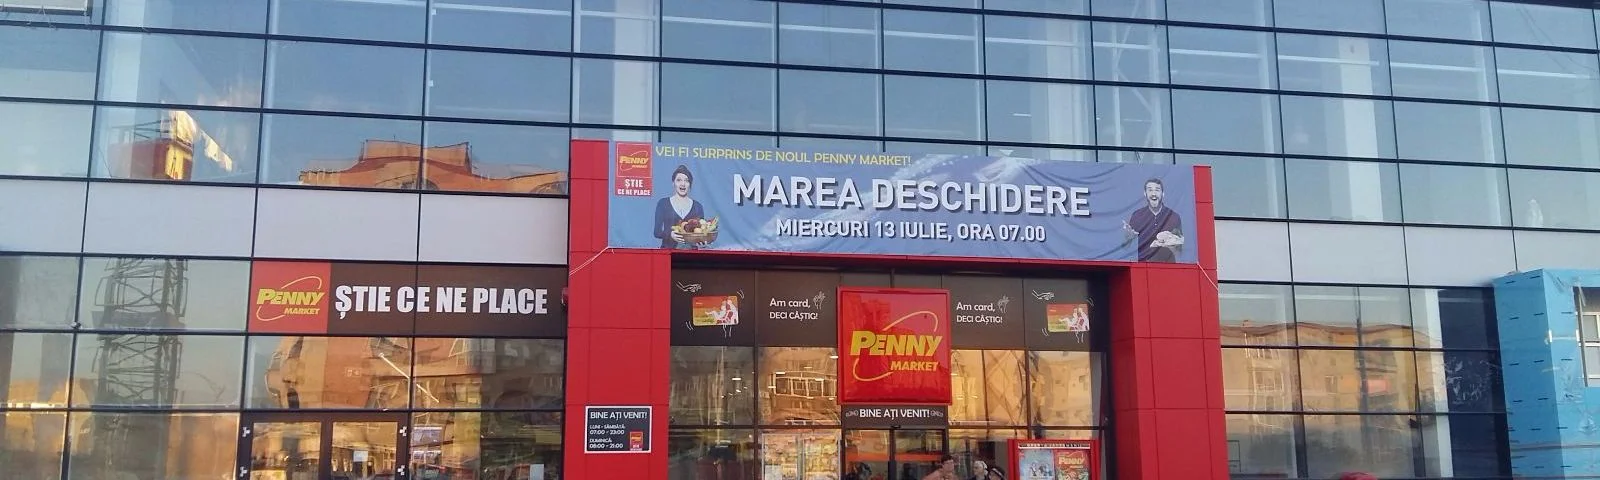 VEI FI SURPRINS DE NOUL PENNY MARKET!
PENNY
MARKET
ȘTIE
CE NE PLACE
MAREA DESCHIDERE
MIERCURI 13 IULIE, ORA 07.00
PENNY
MARKET
ȘTIE CE NE PLACE
Am card,
DECI CÂȘTIG!
Am card,
DECI CÂȘTIG!
PENNY
MARKET
BINE AȚI VENIT!
BINE AȚI VENIT!
LUNI - SÂMBĂTĂ:
07:00 - 23:00
DUMINICĂ:
08:00 - 21:00
PENNY